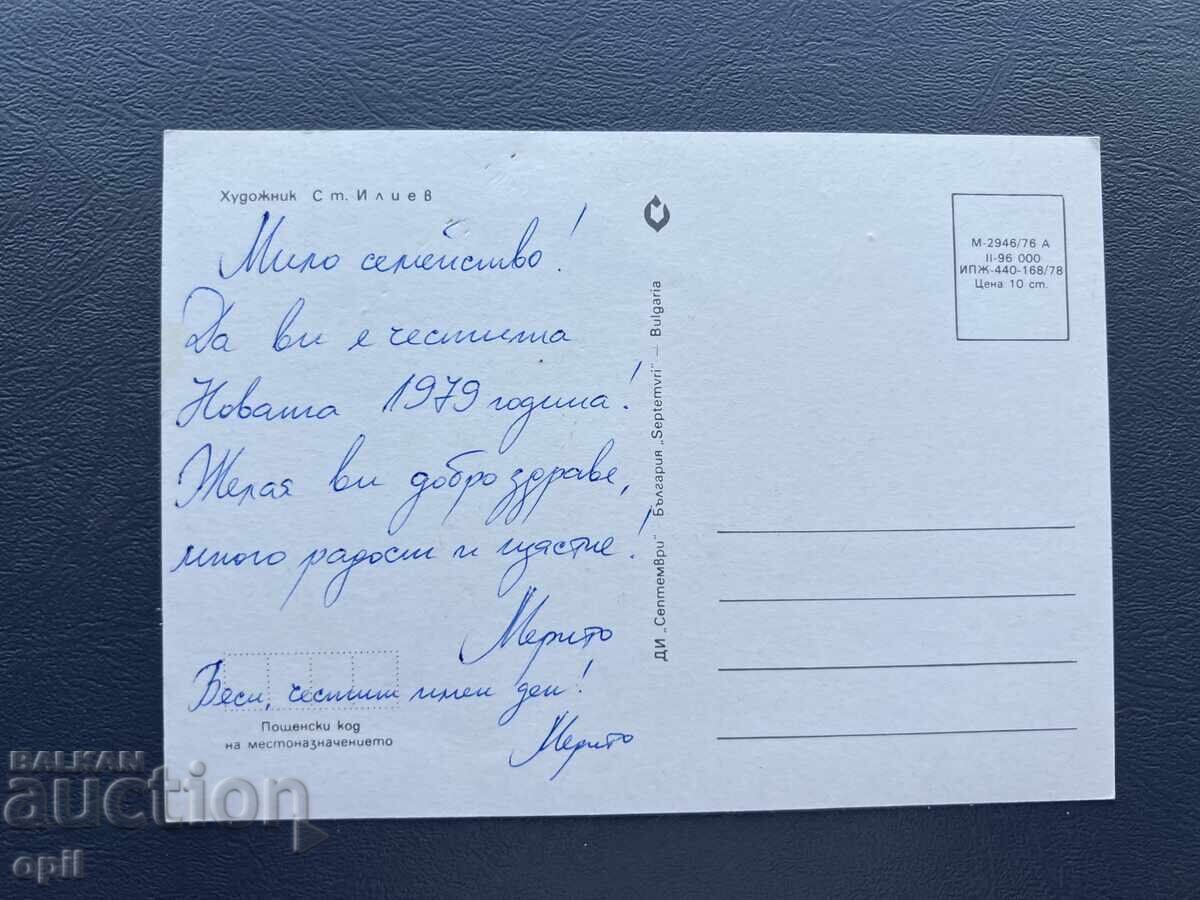 Художник Ст. Илиев
Мило семейство!
Да ви е честита
Новата 1979 година!
Желая ви добро здраве,
много радост и щастие!
Мерито
Веси, честит имен ден!
Мерито
Пощенски код
на местоназначението
ДИ „Септември" България „Septemvri" — Bulgaria
М-2946/76 А
II-96 000
ИПЖ-440-168/78
Цена 10 ст.
BALKAN
auction
opil